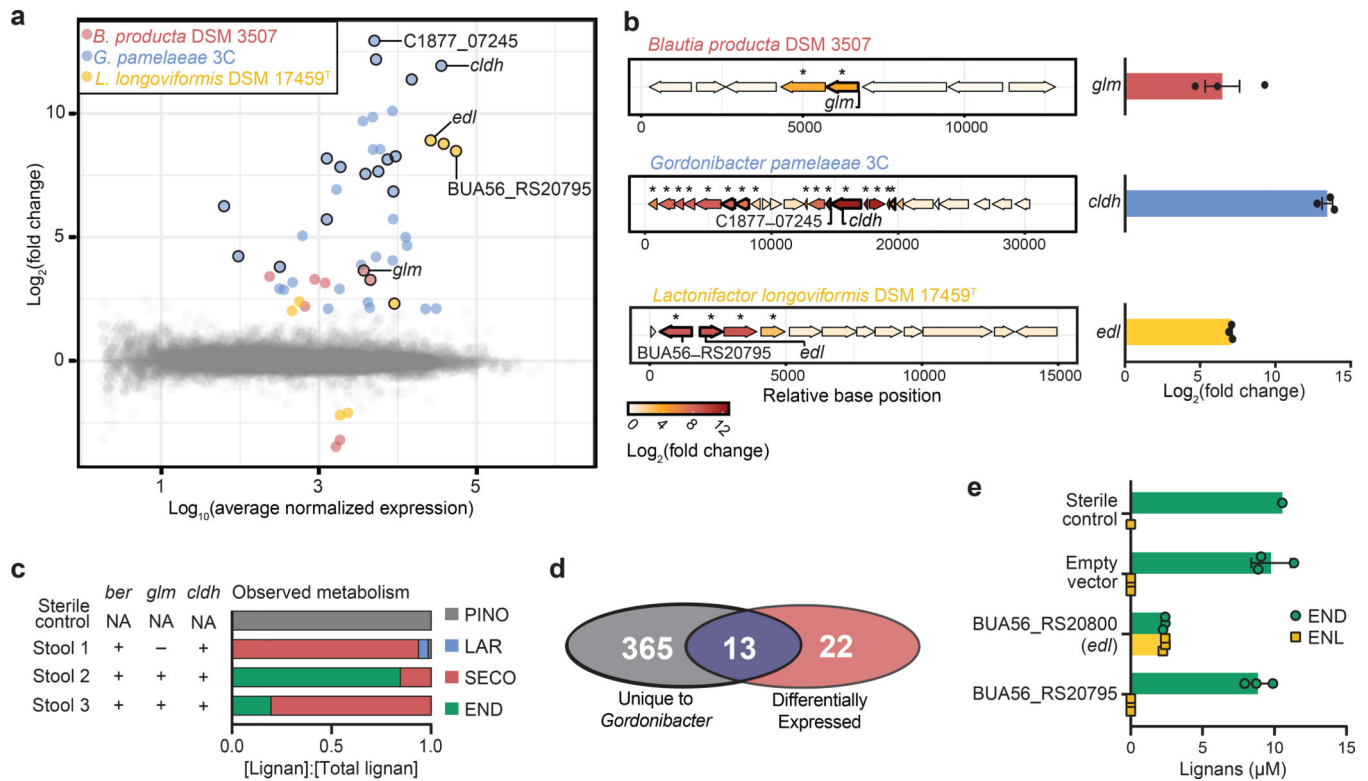 a
B. producta DSM 3507
G. pamelaeae 3C
L. longoviformis DSM 17459ᵀ
C1877_07245
cldh
edl
BUA56_RS20795
glm
10
5
0
Log₂(fold change)
1
3
5
Log₁₀(average normalized expression)
b
Blautia producta DSM 3507
* *
glm
0 5000 10000
Gordonibacter pamelaeae 3C
* * * * * * * * * * * * * * * *
C1877_07245 cldh
0 10000 20000 30000
Lactonifactor longoviformis DSM 17459ᵀ
* * * *
BUA56_RS20795 edl
0 5000 10000 15000
Relative base position
0 4 8 12
Log₂(fold change)
glm
cldh
edl
0 5 10 15
Log₂(fold change)
c
ber glm cldh Observed metabolism
Sterile control NA NA NA
Stool 1 + – +
Stool 2 + + +
Stool 3 + + +
0.0 0.5 1.0
[Lignan]:[Total lignan]
PINO
LAR
SECO
END
d
365 13 22
Unique to Gordonibacter
Differentially Expressed
e
Sterile control
Empty vector
BUA56_RS20800 (edl)
BUA56_RS20795
END
ENL
0 5 10 15
Lignans (µM)